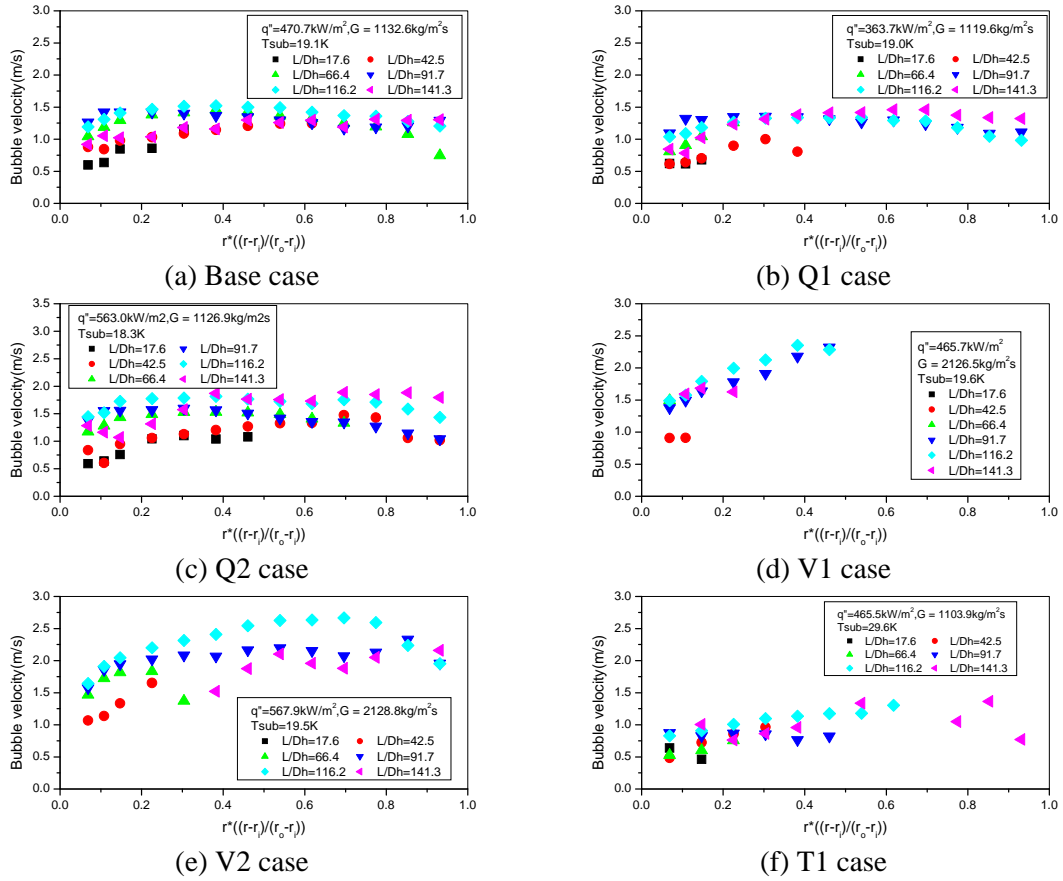 3.0
2.5
2.0
1.5
1.0
0.5
0.0
Bubble velocity(m/s)
q"=470.7kW/m²,G = 1132.6kg/m²s
Tsub=19.1K
L/Dh=17.6 L/Dh=42.5
L/Dh=66.4 L/Dh=91.7
L/Dh=116.2 L/Dh=141.3
0.0 0.2 0.4 0.6 0.8 1.0
r*((r-rᵢ)/(rₒ-rᵢ))
(a) Base case
3.0
2.5
2.0
1.5
1.0
0.5
0.0
Bubble velocity(m/s)
q"=363.7kW/m²,G = 1119.6kg/m²s
Tsub=19.0K
L/Dh=17.6 L/Dh=42.5
L/Dh=66.4 L/Dh=91.7
L/Dh=116.2 L/Dh=141.3
0.0 0.2 0.4 0.6 0.8 1.0
r*((r-rᵢ)/(rₒ-rᵢ))
(b) Q1 case
3.5
3.0
2.5
2.0
1.5
1.0
0.5
0.0
Bubble velocity(m/s)
q"=563.0kW/m2,G = 1126.9kg/m2s
Tsub=18.3K
L/Dh=17.6 L/Dh=91.7
L/Dh=42.5 L/Dh=116.2
L/Dh=66.4 L/Dh=141.3
0.0 0.2 0.4 0.6 0.8 1.0
r*((r-rᵢ)/(rₒ-rᵢ))
(c) Q2 case
3.0
2.5
2.0
1.5
1.0
0.5
0.0
Bubble velocity(m/s)
q"=465.7kW/m²
G = 2126.5kg/m²s
Tsub=19.6K
L/Dh=17.6
L/Dh=42.5
L/Dh=66.4
L/Dh=91.7
L/Dh=116.2
L/Dh=141.3
0.0 0.2 0.4 0.6 0.8 1.0
r*((r-rᵢ)/(rₒ-rᵢ))
(d) V1 case
3.0
2.5
2.0
1.5
1.0
0.5
0.0
Bubble velocity(m/s)
q"=567.9kW/m²,G = 2128.8kg/m²s
Tsub=19.5K
L/Dh=17.6 L/Dh=42.5
L/Dh=66.4 L/Dh=91.7
L/Dh=116.2 L/Dh=141.3
0.0 0.2 0.4 0.6 0.8 1.0
r*((r-rᵢ)/(rₒ-rᵢ))
(e) V2 case
3.0
2.5
2.0
1.5
1.0
0.5
0.0
Bubble velocity(m/s)
q"=465.5kW/m²,G = 1103.9kg/m²s
Tsub=29.6K
L/Dh=17.6 L/Dh=42.5
L/Dh=66.4 L/Dh=91.7
L/Dh=116.2 L/Dh=141.3
0.0 0.2 0.4 0.6 0.8 1.0
r*((r-rᵢ)/(rₒ-rᵢ))
(f) T1 case